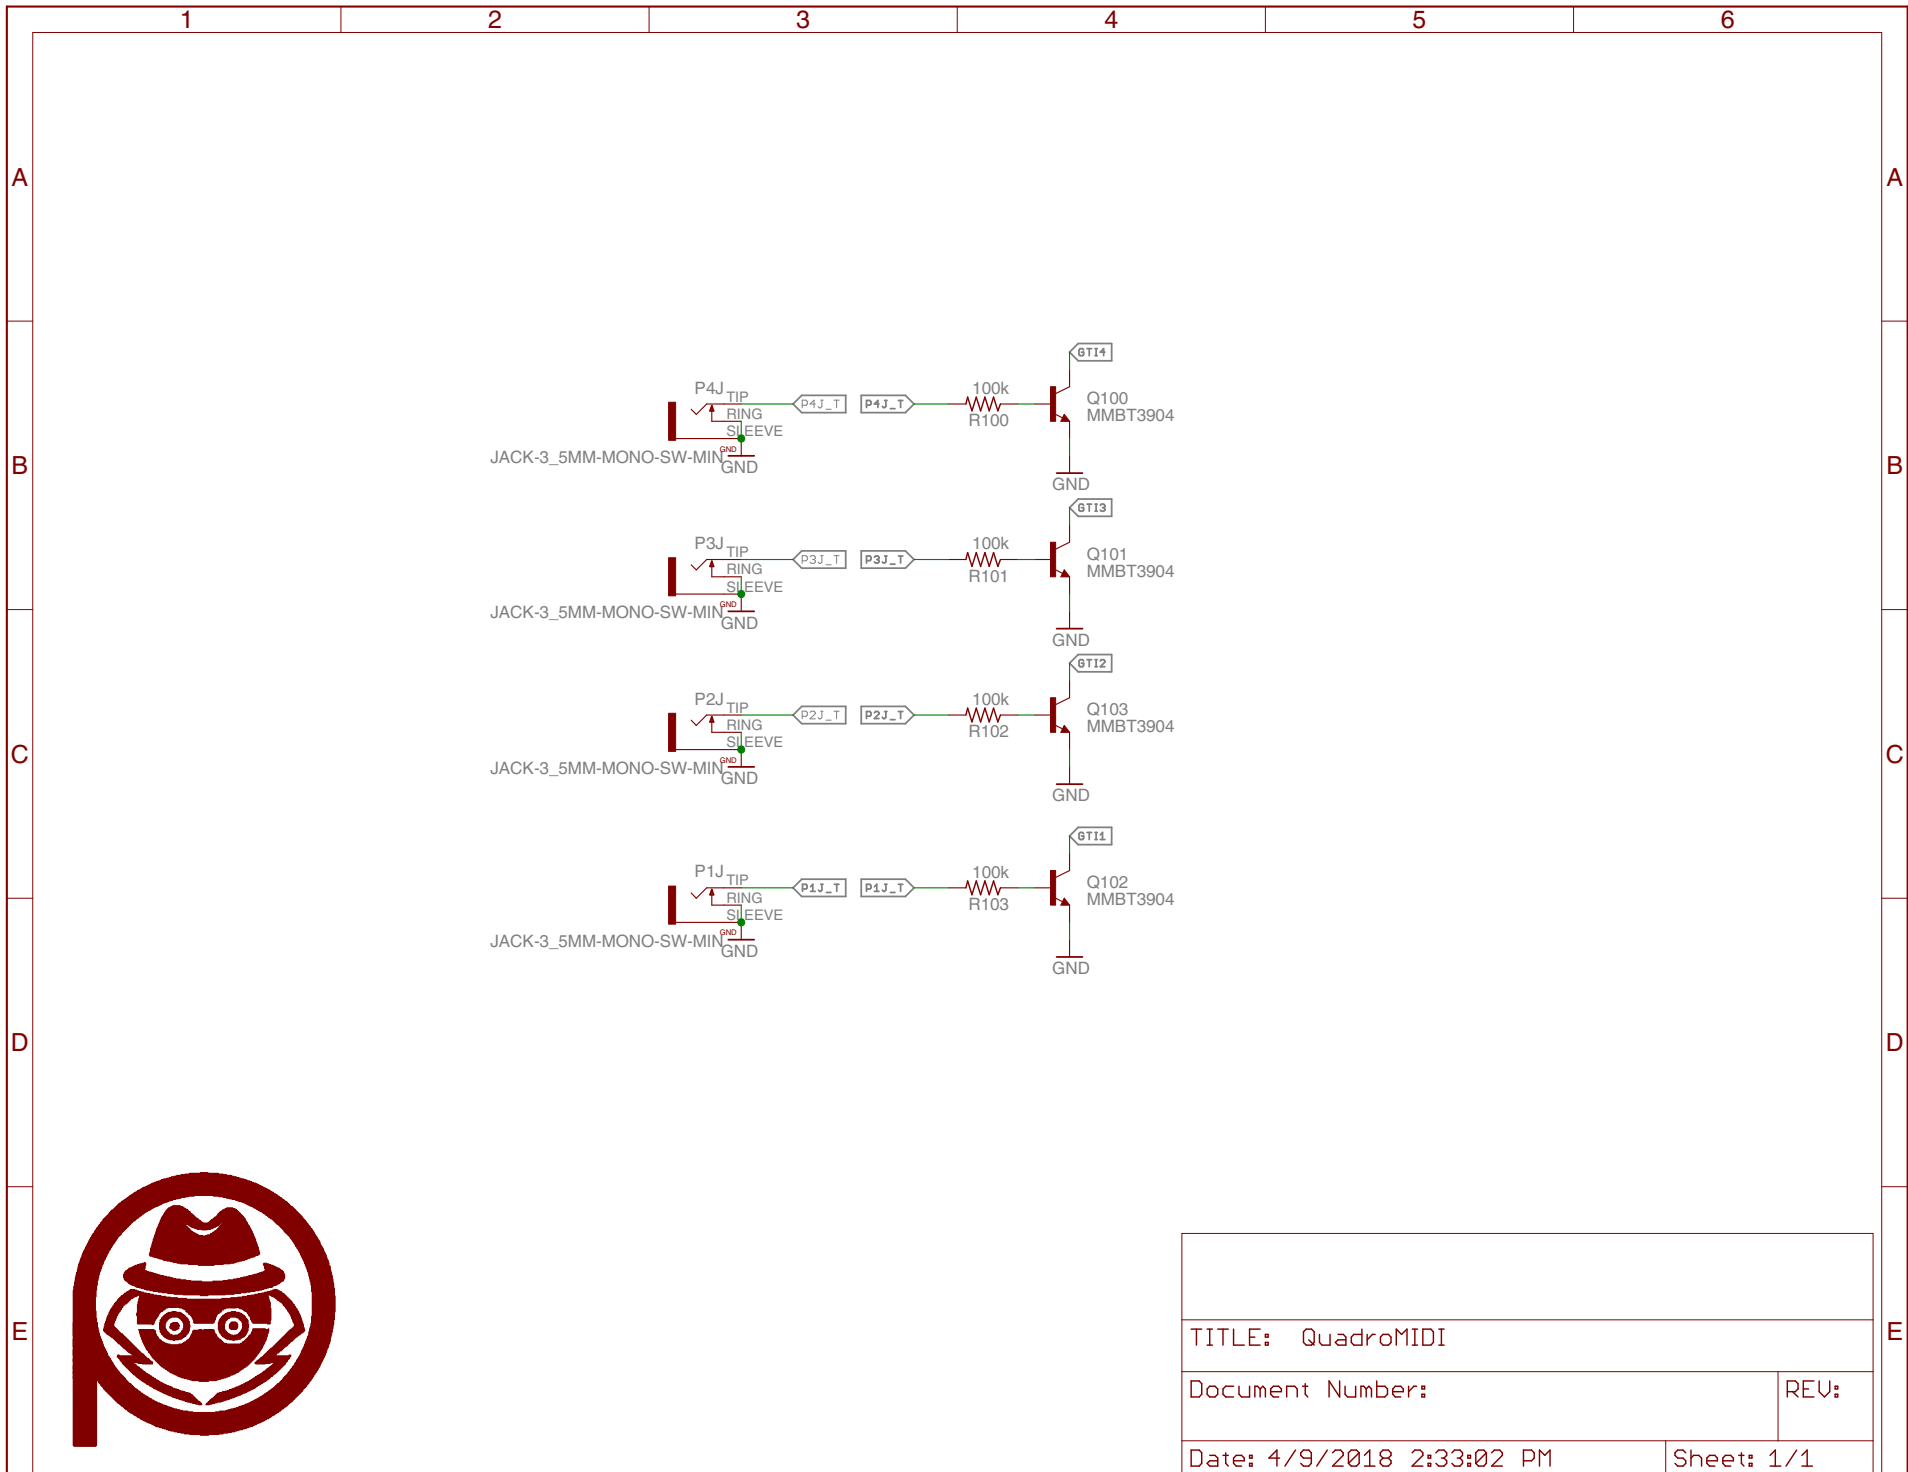 1 2 3 4 5 6
A A
GTI4
P4J TIP P4J_T P4J_T 100k Q100
RING R100 MMBT3904
SLEEVE
JACK-3_5MM-MONO-SW-MIN GND GND
B B
GND
GTI3
P3J TIP P3J_T P3J_T 100k Q101
RING R101 MMBT3904
SLEEVE
JACK-3_5MM-MONO-SW-MIN GND GND
GND
GTI2
P2J TIP P2J_T P2J_T 100k Q103
RING R102 MMBT3904
SLEEVE
C C
JACK-3_5MM-MONO-SW-MIN GND GND
GND
GTI1
P1J TIP P1J_T P1J_T 100k Q102
RING R103 MMBT3904
SLEEVE
JACK-3_5MM-MONO-SW-MIN GND GND
GND
D D
E E
TITLE: QuadroMIDI
Document Number: REV:
Date: 4/9/2018 2:33:02 PM Sheet: 1/1